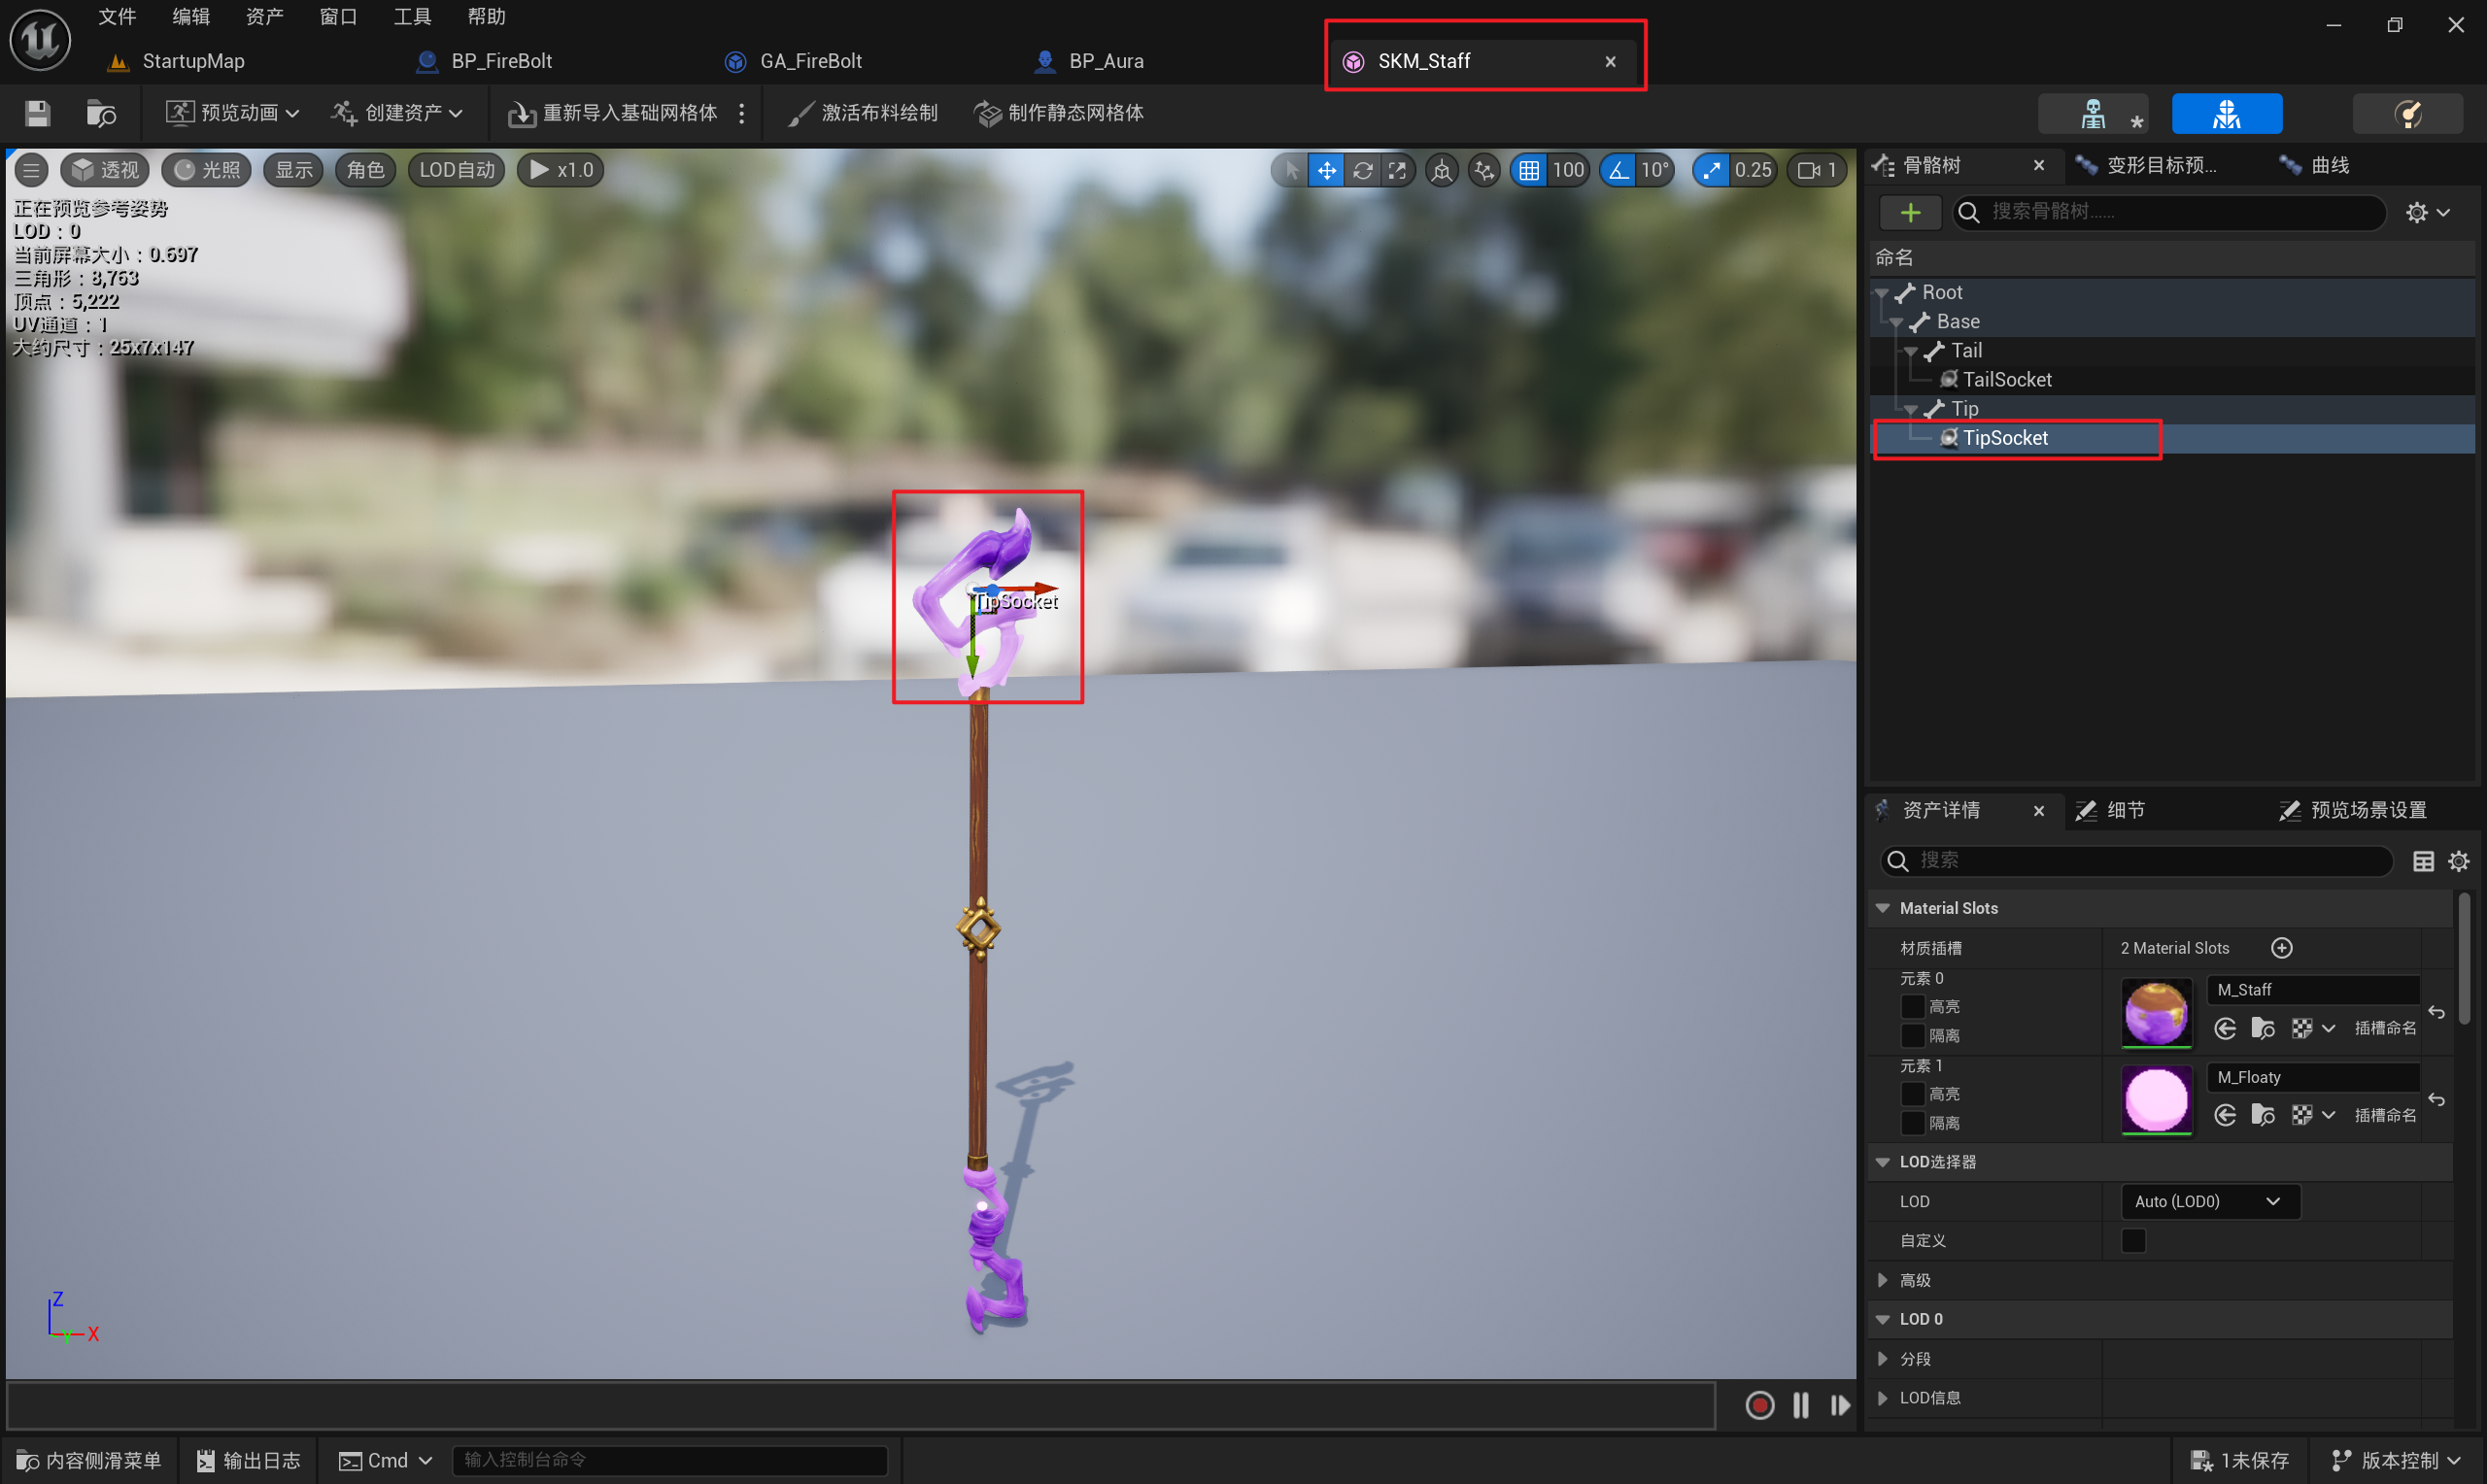 文件 编辑 资产 窗口 工具 帮助
StartupMap BP_FireBolt GA_FireBolt BP_Aura SKM_Staff
预览动画 创建资产 重新导入基础网格体 激活布料绘制 制作静态网格体
透视 光照 显示 角色 LOD自动 x1.0 100 10° 0.25 1
正在预览参考姿势
LOD：0
当前屏幕大小：0.697
三角形：8,763
顶点：5,222
UV通道：1
大约尺寸：25x7x147
TipSocket
Z
Y X
骨骼树 变形目标预... 曲线
搜索骨骼树......
命名
Root
Base
Tail
TailSocket
Tip
TipSocket
资产详情 细节 预览场景设置
搜索
Material Slots
材质插槽 2 Material Slots
元素 0 M_Staff
高亮
隔离 插槽命名
元素 1 M_Floaty
高亮
隔离 插槽命名
LOD选择器
LOD Auto (LOD0)
自定义
高级
LOD 0
分段
LOD信息
内容侧滑菜单 输出日志 Cmd 输入控制台命令 1未保存 版本控制